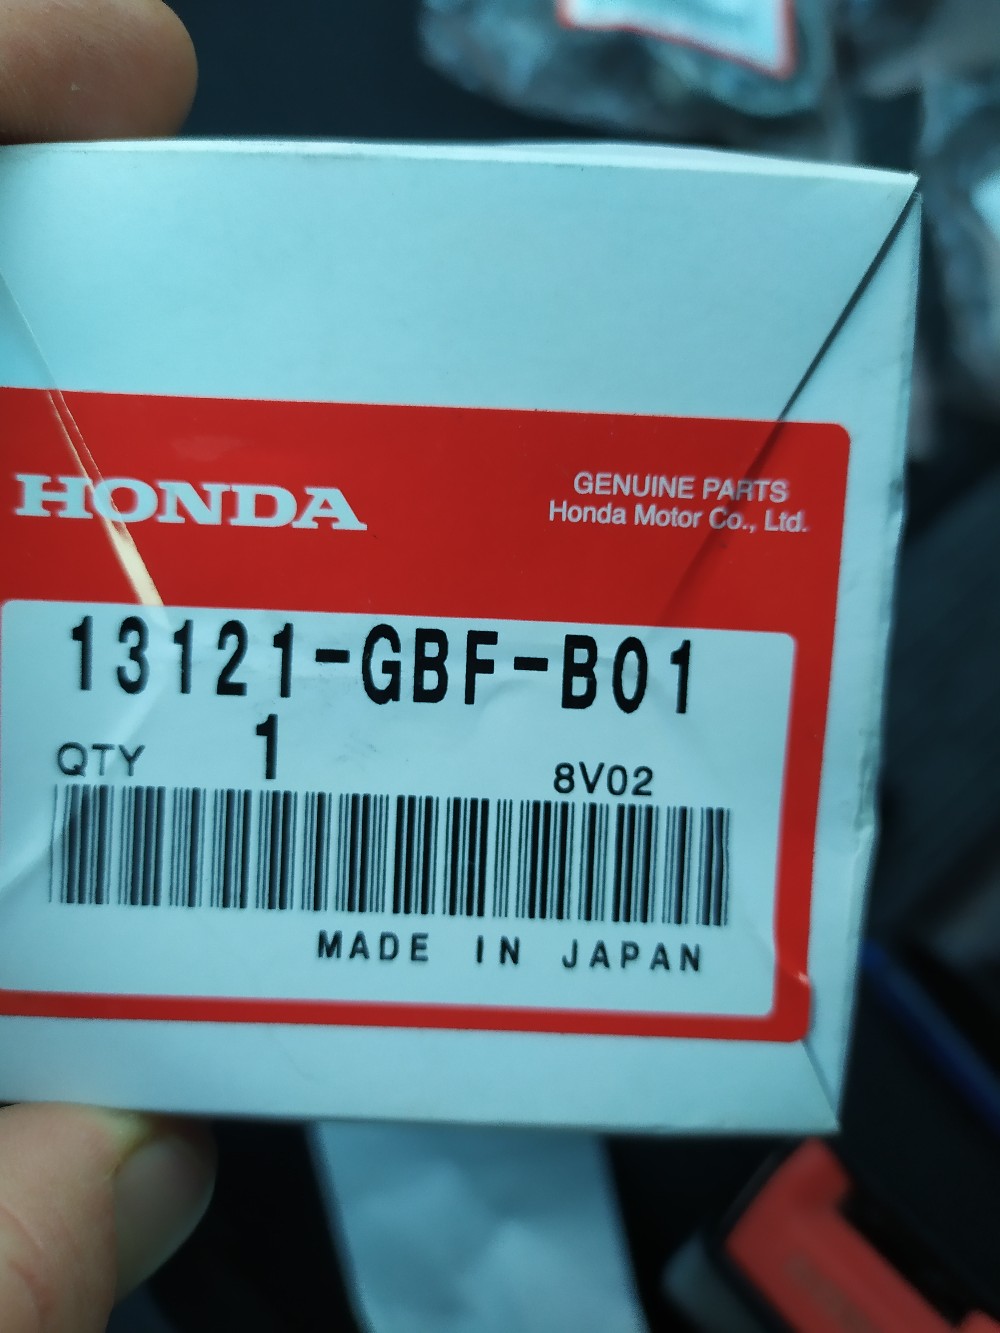 HONDA
GENUINE PARTS
Honda Motor Co., Ltd.
13121-GBF-B01
QTY 1
8V02
MADE IN JAPAN